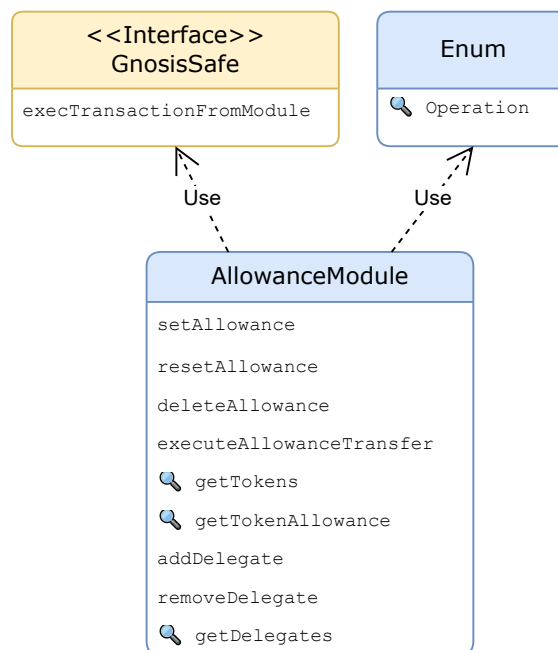 <<Interface>>
GnosisSafe
execTransactionFromModule
Enum
Operation
Use
Use
AllowanceModule
setAllowance
resetAllowance
deleteAllowance
executeAllowanceTransfer
getTokens
getTokenAllowance
addDelegate
removeDelegate
getDelegates